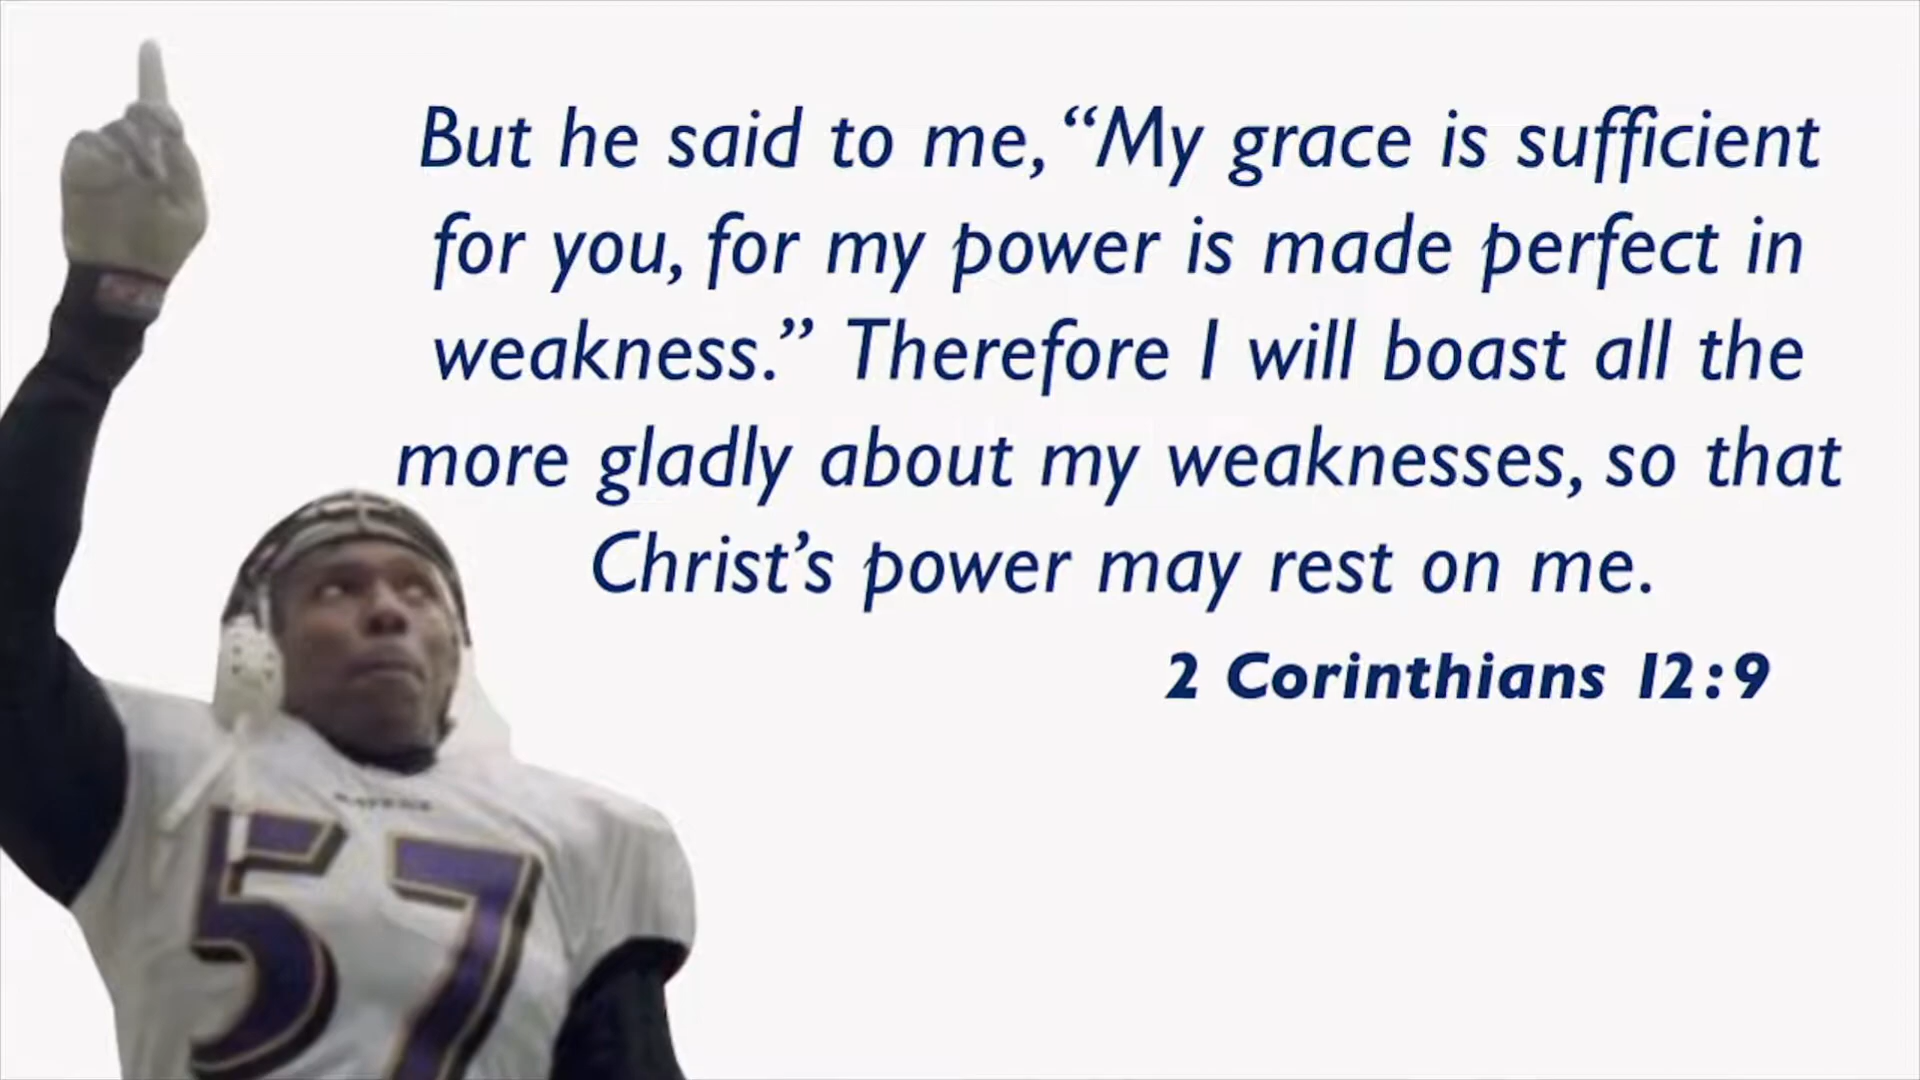 But he said to me, “My grace is sufficient
for you, for my power is made perfect in
weakness.” Therefore I will boast all the
more gladly about my weaknesses, so that
Christ’s power may rest on me.
2 Corinthians 12:9
RAVENS
57